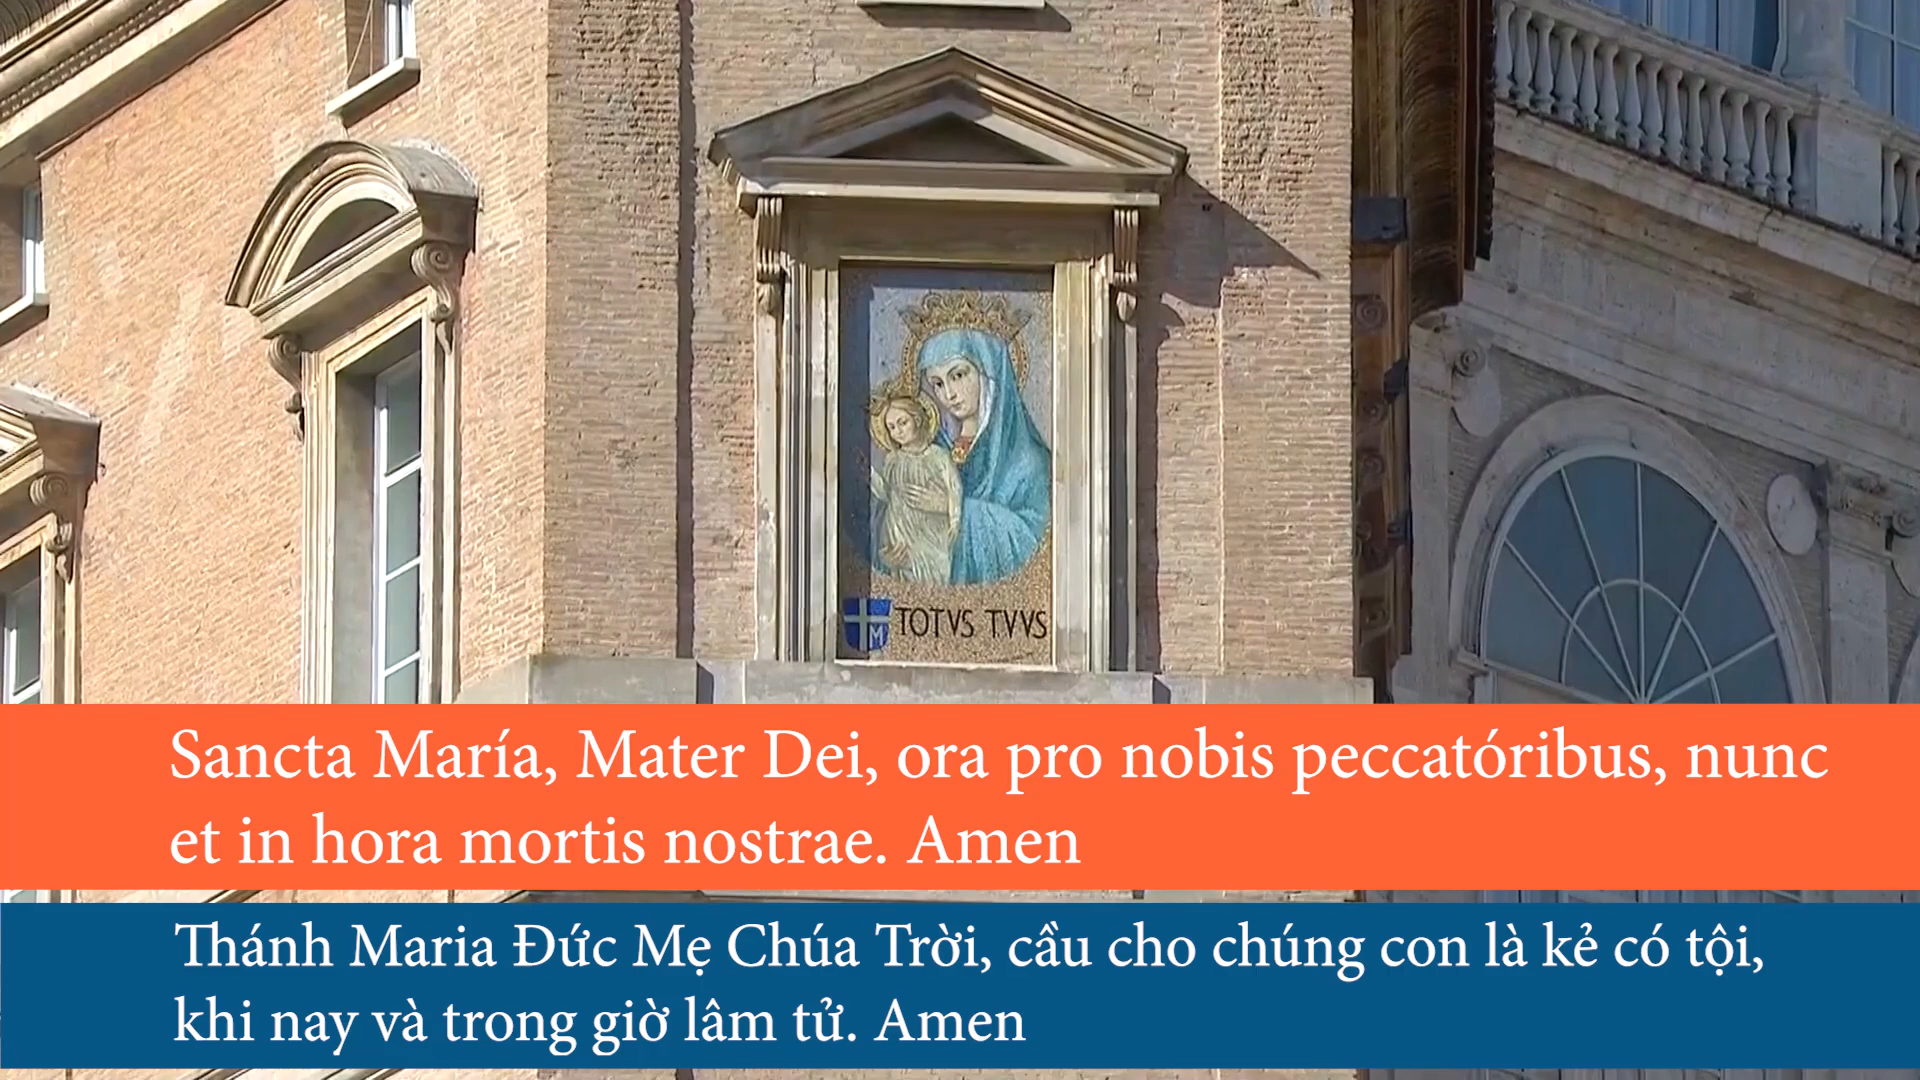 M
TOTVS TVVS
Sancta María, Mater Dei, ora pro nobis peccatóribus, nunc
et in hora mortis nostrae. Amen
Thánh Maria Đức Mẹ Chúa Trời, cầu cho chúng con là kẻ có tội,
khi nay và trong giờ lâm tử. Amen